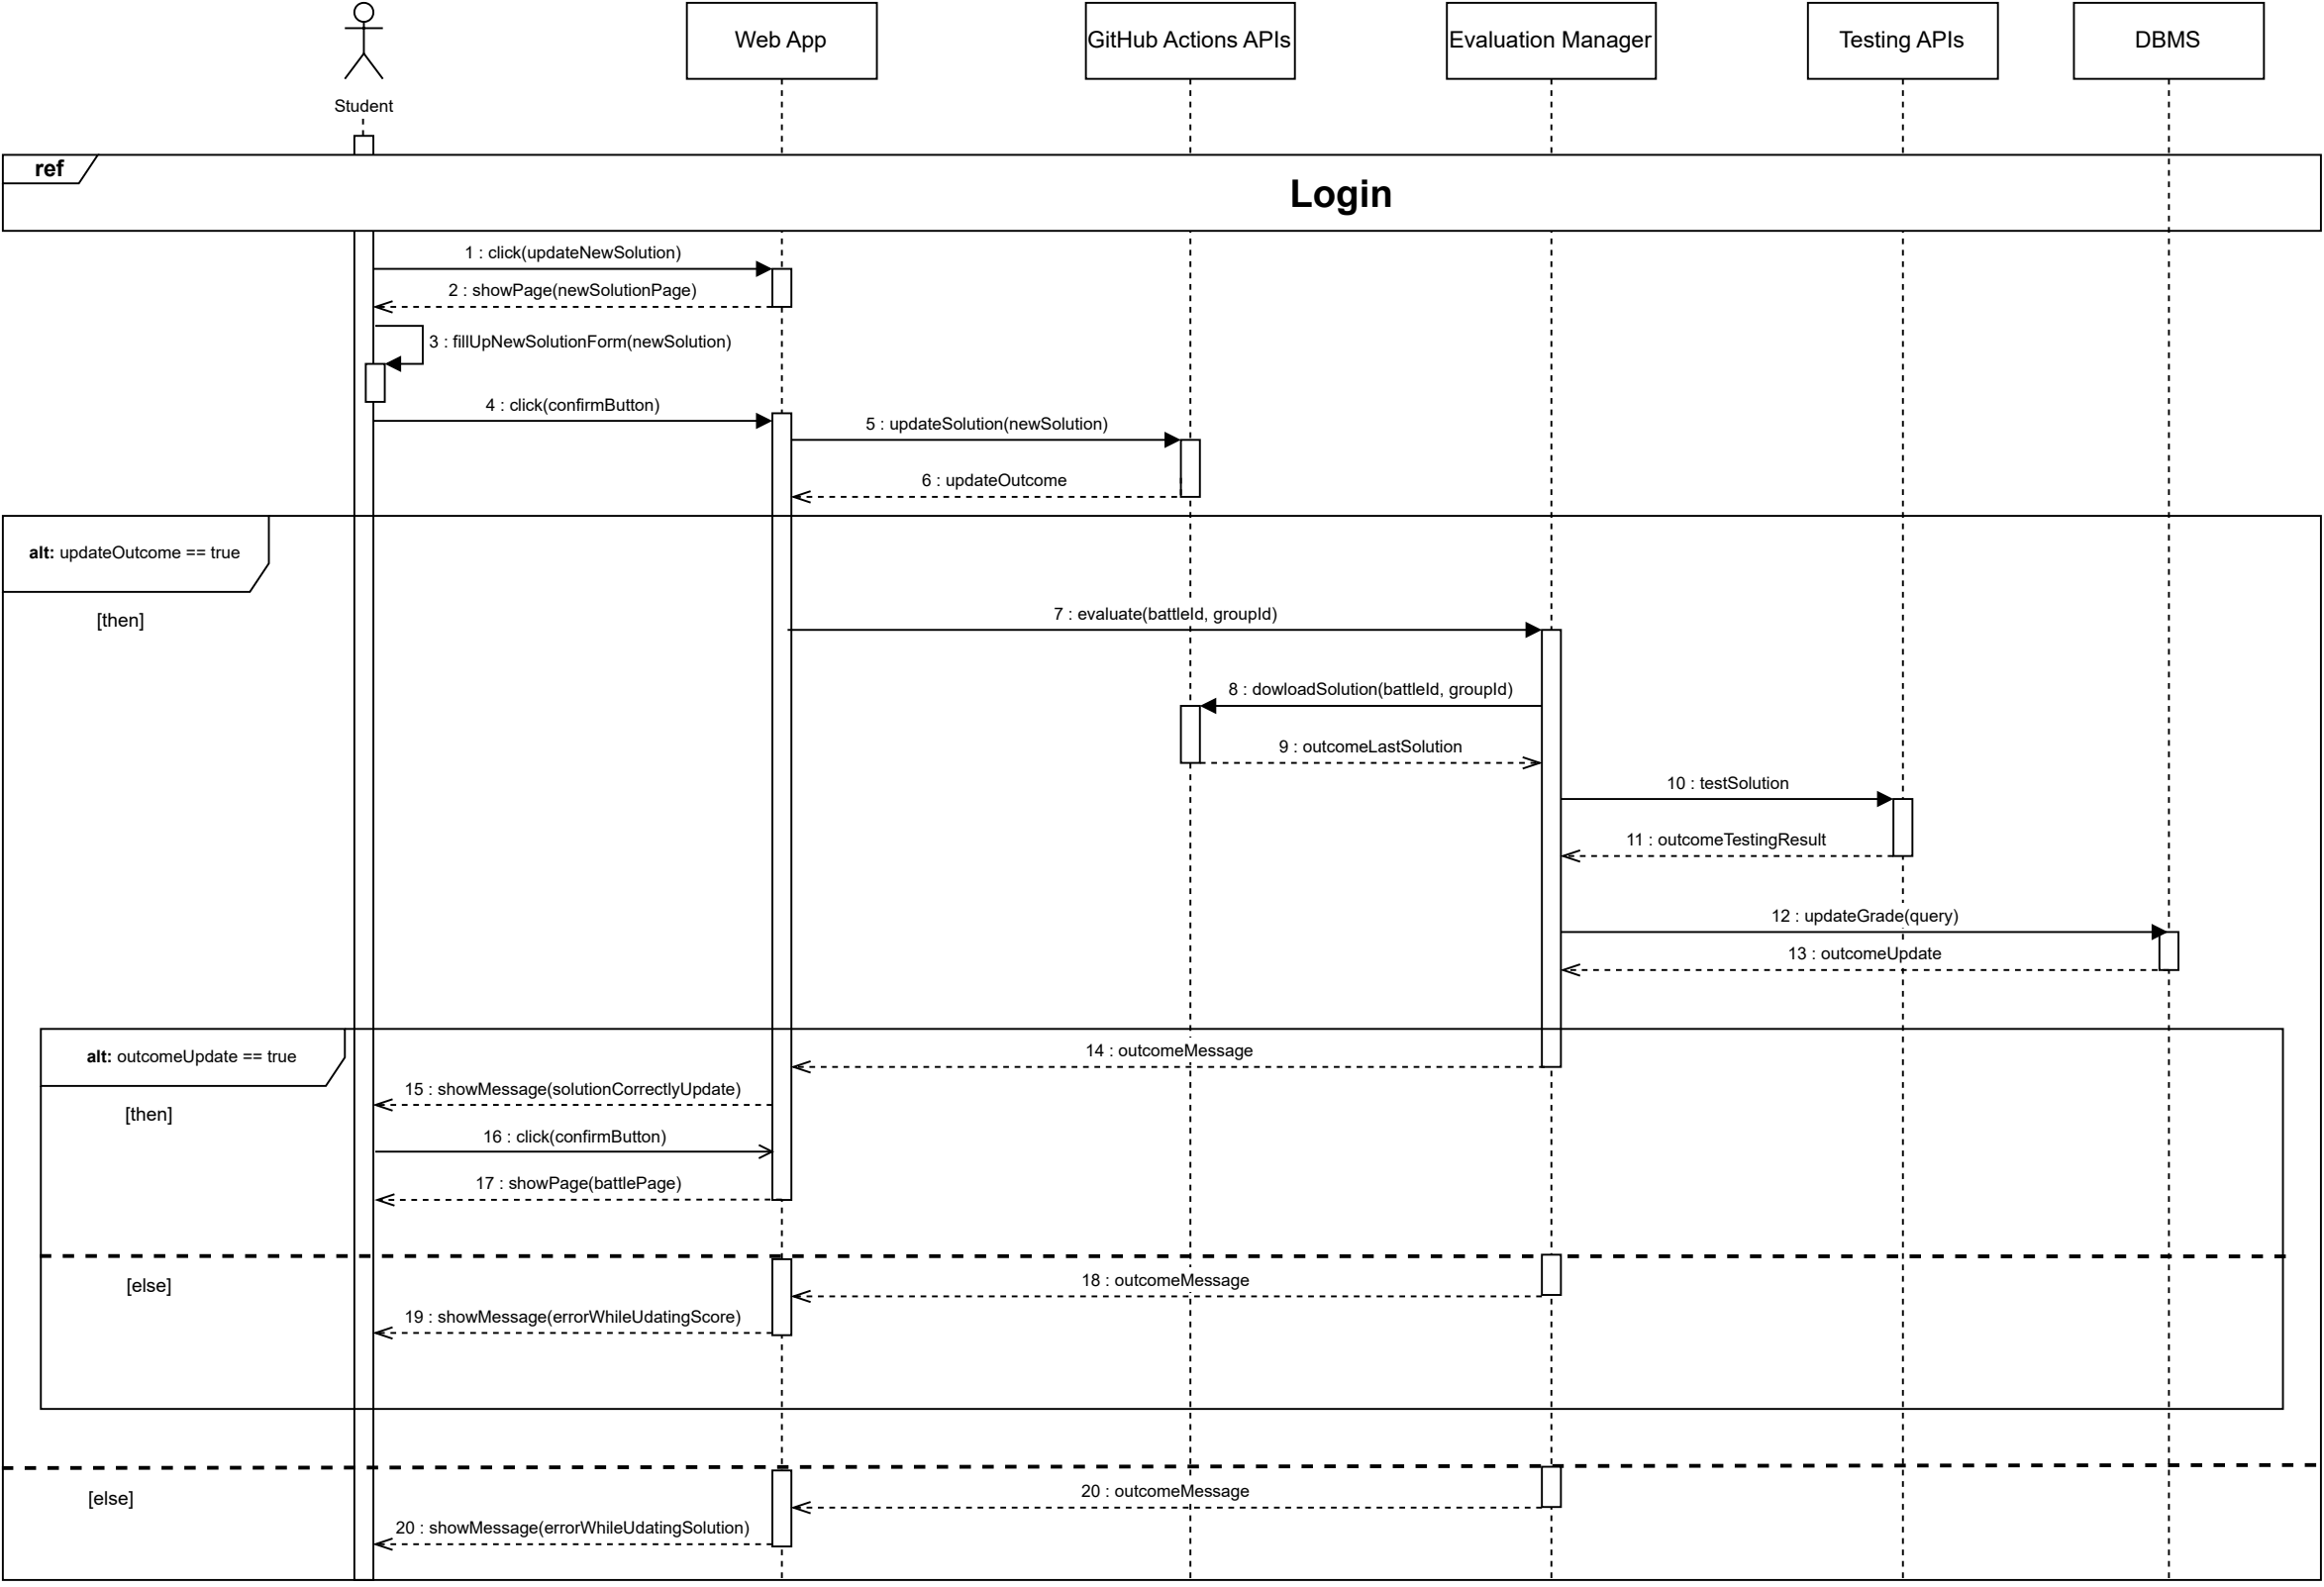 Web App
GitHub Actions APIs
Evaluation Manager
Testing APIs
DBMS
Student
ref
Login
1 : click(updateNewSolution)
2 : showPage(newSolutionPage)
3 : fillUpNewSolutionForm(newSolution)
4 : click(confirmButton)
5 : updateSolution(newSolution)
6 : updateOutcome
alt: updateOutcome == true
[then]
7 : evaluate(battleId, groupId)
8 : dowloadSolution(battleId, groupId)
9 : outcomeLastSolution
10 : testSolution
11 : outcomeTestingResult
12 : updateGrade(query)
13 : outcomeUpdate
alt: outcomeUpdate == true
14 : outcomeMessage
15 : showMessage(solutionCorrectlyUpdate)
[then]
16 : click(confirmButton)
17 : showPage(battlePage)
[else]
18 : outcomeMessage
19 : showMessage(errorWhileUdatingScore)
[else]
20 : outcomeMessage
20 : showMessage(errorWhileUdatingSolution)